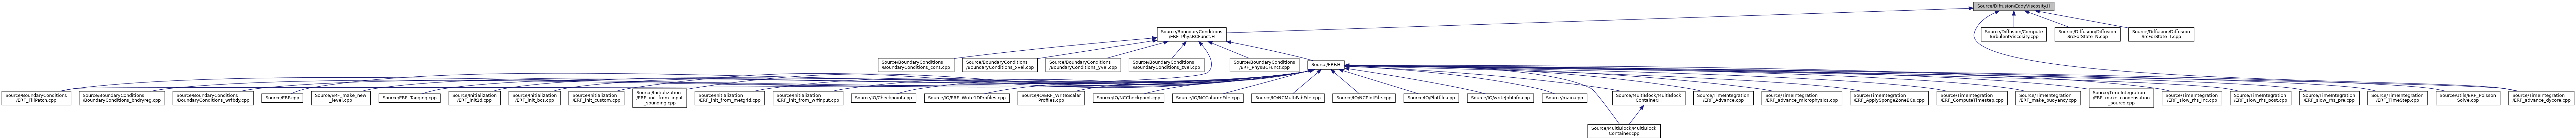 Source/Diffusion/EddyViscosity.H
Source/BoundaryConditions
/ERF_PhysBCFunct.H
Source/Diffusion/Compute
TurbulentViscosity.cpp
Source/Diffusion/Diffusion
SrcForState_N.cpp
Source/Diffusion/Diffusion
SrcForState_T.cpp
Source/BoundaryConditions
/BoundaryConditions_cons.cpp
Source/BoundaryConditions
/BoundaryConditions_xvel.cpp
Source/BoundaryConditions
/BoundaryConditions_yvel.cpp
Source/BoundaryConditions
/BoundaryConditions_zvel.cpp
Source/BoundaryConditions
/ERF_PhysBCFunct.cpp
Source/ERF.H
Source/BoundaryConditions
/ERF_FillPatch.cpp
Source/BoundaryConditions
/BoundaryConditions_bndryreg.cpp
Source/BoundaryConditions
/BoundaryConditions_wrfbdy.cpp
Source/ERF.cpp
Source/ERF_make_new
_level.cpp
Source/ERF_Tagging.cpp
Source/Initialization
/ERF_init1d.cpp
Source/Initialization
/ERF_init_bcs.cpp
Source/Initialization
/ERF_init_custom.cpp
Source/Initialization
/ERF_init_from_input
_sounding.cpp
Source/Initialization
/ERF_init_from_metgrid.cpp
Source/Initialization
/ERF_init_from_wrfinput.cpp
Source/IO/Checkpoint.cpp
Source/IO/ERF_Write1DProfiles.cpp
Source/IO/ERF_WriteScalar
Profiles.cpp
Source/IO/NCCheckpoint.cpp
Source/IO/NCColumnFile.cpp
Source/IO/NCMultiFabFile.cpp
Source/IO/NCPlotFile.cpp
Source/IO/Plotfile.cpp
Source/IO/writeJobInfo.cpp
Source/main.cpp
Source/MultiBlock/MultiBlock
Container.H
Source/TimeIntegration
/ERF_Advance.cpp
Source/TimeIntegration
/ERF_advance_microphysics.cpp
Source/TimeIntegration
/ERF_ApplySpongeZoneBCs.cpp
Source/TimeIntegration
/ERF_ComputeTimestep.cpp
Source/TimeIntegration
/ERF_make_buoyancy.cpp
Source/TimeIntegration
/ERF_make_condensation
_source.cpp
Source/TimeIntegration
/ERF_slow_rhs_inc.cpp
Source/TimeIntegration
/ERF_slow_rhs_post.cpp
Source/TimeIntegration
/ERF_slow_rhs_pre.cpp
Source/TimeIntegration
/ERF_TimeStep.cpp
Source/Utils/ERF_Poisson
Solve.cpp
Source/TimeIntegration
/ERF_advance_dycore.cpp
Source/MultiBlock/MultiBlock
Container.cpp